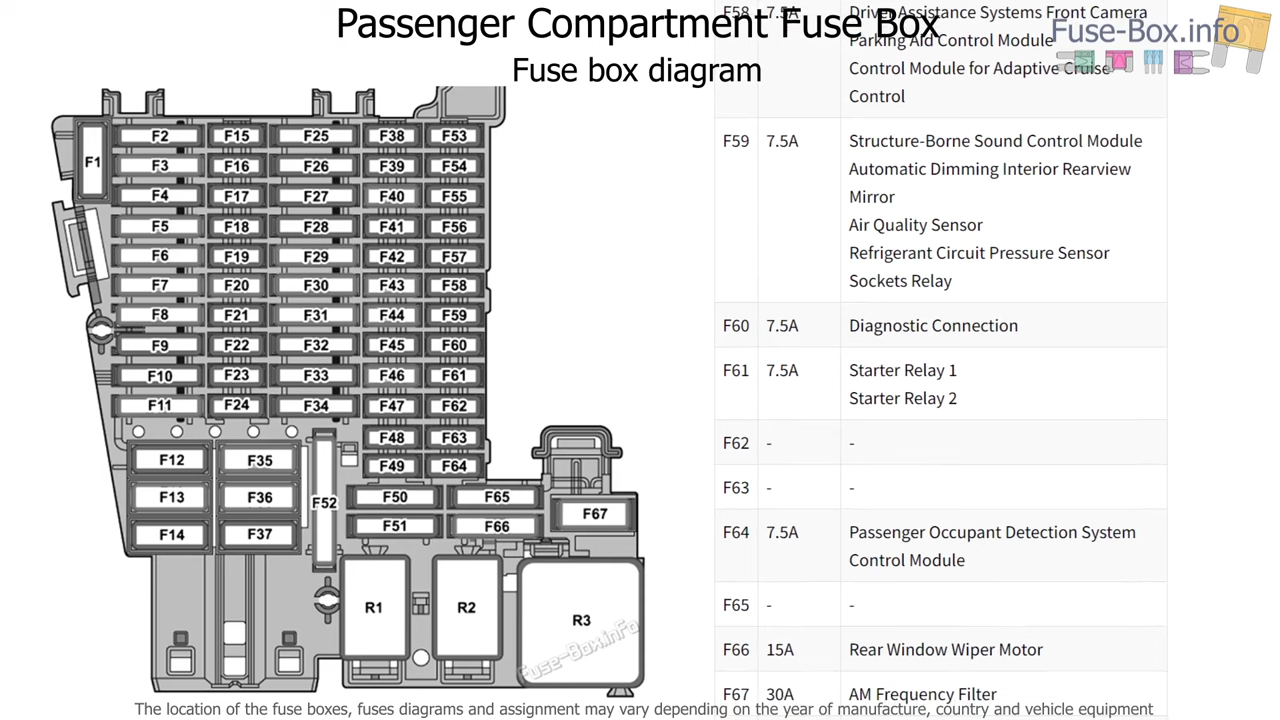 Passenger Compartment Fuse Box
Fuse box diagram
Fuse-Box.info
F1
F2 F15 F25 F38 F53
F3 F16 F26 F39 F54
F4 F17 F27 F40 F55
F5 F18 F28 F41 F56
F6 F19 F29 F42 F57
F7 F20 F30 F43 F58
F8 F21 F31 F44 F59
F9 F22 F32 F45 F60
F10 F23 F33 F46 F61
F11 F24 F34 F47 F62
F48 F63
F49 F64
F12 F35
F13 F36
F14 F37
F52
F50 F65
F51 F66
F67
R1 R2 R3
Fuse-Box.info
F58 7.5A Driver Assistance Systems Front Camera
Parking Aid Control Module
Control Module for Adaptive Cruise
Control
F59 7.5A Structure-Borne Sound Control Module
Automatic Dimming Interior Rearview
Mirror
Air Quality Sensor
Refrigerant Circuit Pressure Sensor
Sockets Relay
F60 7.5A Diagnostic Connection
F61 7.5A Starter Relay 1
Starter Relay 2
F62 - -
F63 - -
F64 7.5A Passenger Occupant Detection System
Control Module
F65 - -
F66 15A Rear Window Wiper Motor
F67 30A AM Frequency Filter
The location of the fuse boxes, fuses diagrams and assignment may vary depending on the year of manufacture, country and vehicle equipment